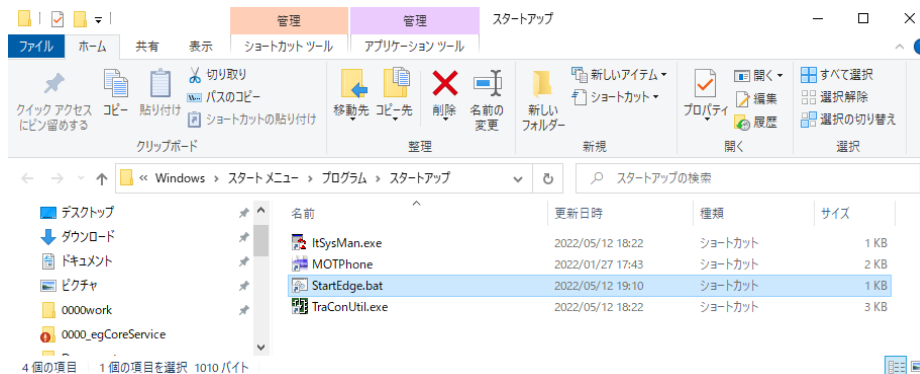 管理 管理 スタートアップ
ファイル ホーム 共有 表示 ショートカット ツール アプリケーション ツール
クイック アクセス
にピン留めする
コピー
貼り付け
切り取り
パスのコピー
ショートカットの貼り付け
クリップボード
移動先 コピー先 削除 名前の
変更
整理
新しい
フォルダー
新しいアイテム
ショートカット
新規
プロパティ
開く
編集
履歴
開く
すべて選択
選択解除
選択の切り替え
選択
« Windows › スタート メニュー › プログラム › スタートアップ
スタートアップの検索
デスクトップ
ダウンロード
ドキュメント
ピクチャ
0000work
0000_egCoreService
名前 更新日時 種類 サイズ
ItSysMan.exe 2022/05/12 18:22 ショートカット 1 KB
MOTPhone 2022/01/27 17:43 ショートカット 2 KB
StartEdge.bat 2022/05/12 19:10 ショートカット 1 KB
TraConUtil.exe 2022/05/12 18:22 ショートカット 3 KB
4 個の項目 1 個の項目を選択 1010 バイト